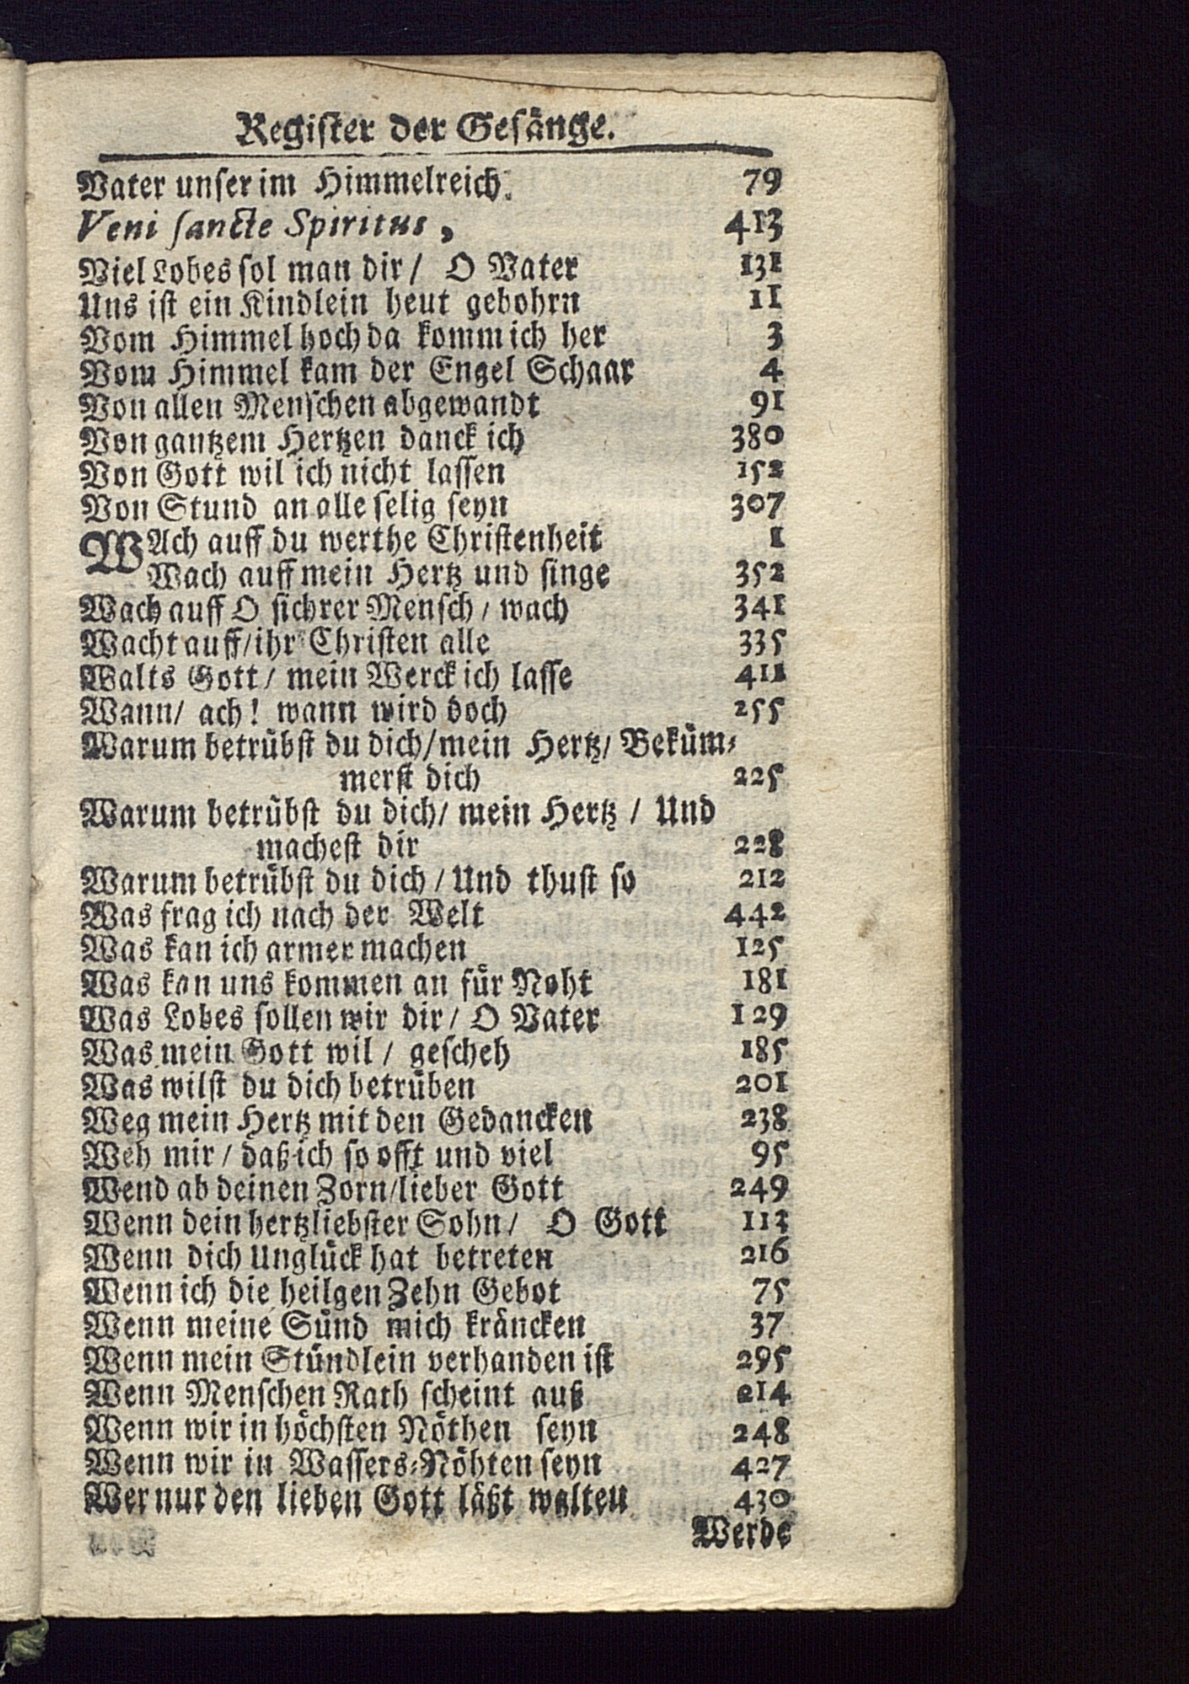 Register der Gesänge.
Vater unser im Himmelreich. 79
Veni sancte Spiritus, 413
Viel Lobes sol man dir / O Vater 131
Uns ist ein Kindlein heut gebohrn 11
Vom Himmel hoch da komm ich her 3
Vom Himmel kam der Engel Schaar 4
Von allen Menschen abgewandt 91
Von gantzem Hertzen danck ich 380
Von Gott wil ich nicht lassen 152
Von Stund an alle selig seyn 307
WAch auff du werthe Christenheit 1
Wach auff mein Hertz und singe 352
Wach auff O sichrer Mensch / wach 341
Wacht auff / ihr Christen alle 335
Walts Gott / mein Werck ich lasse 411
Wann / ach! wann wird doch 255
Warum betrübst du dich / mein Hertz / Beküm-
merst dich 225
Warum betrübst du dich / mein Hertz / Und
machest dir 228
Warum betrübst du dich / Und thust so 212
Was frag ich nach der Welt 442
Was kan ich armer machen 125
Was kan uns kommen an für Noht 181
Was Lobes sollen wir dir / O Vater 129
Was mein Gott wil / gescheh 185
Was wilst du dich betrüben 201
Weg mein Hertz mit den Gedancken 238
Weh mir / daß ich so offt und viel 95
Wend ab deinen Zorn / lieber Gott 249
Wenn dein hertzliebster Sohn / O Gott 112
Wenn dich Unglück hat betreten 216
Wenn ich die heilgen Zehn Gebot 75
Wenn meine Sünd mich kräncken 37
Wenn mein Stündlein verhanden ist 295
Wenn Menschen Rath scheint auß 214
Wenn wir in höchsten Nöthen seyn 248
Wenn wir in Wassers-Nöhten seyn 427
Wer nur den lieben Gott läßt walten 430
Werde